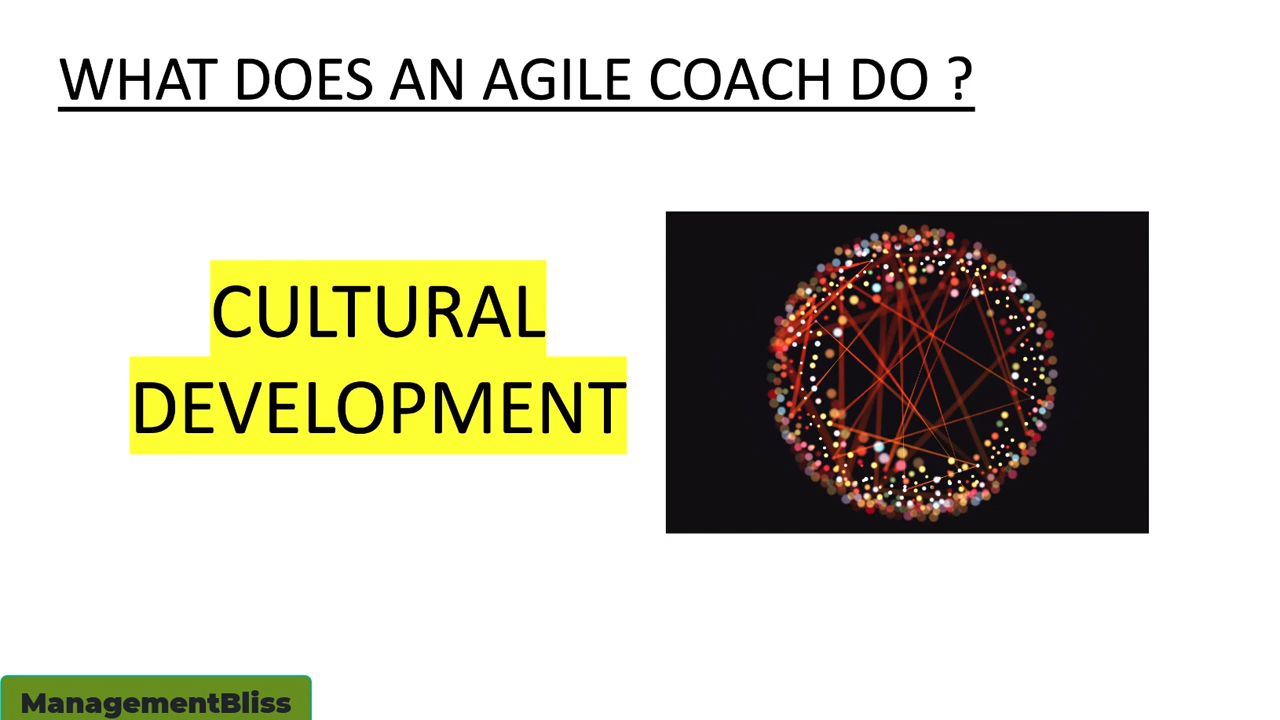 WHAT DOES AN AGILE COACH DO ?
CULTURAL
DEVELOPMENT
ManagementBliss